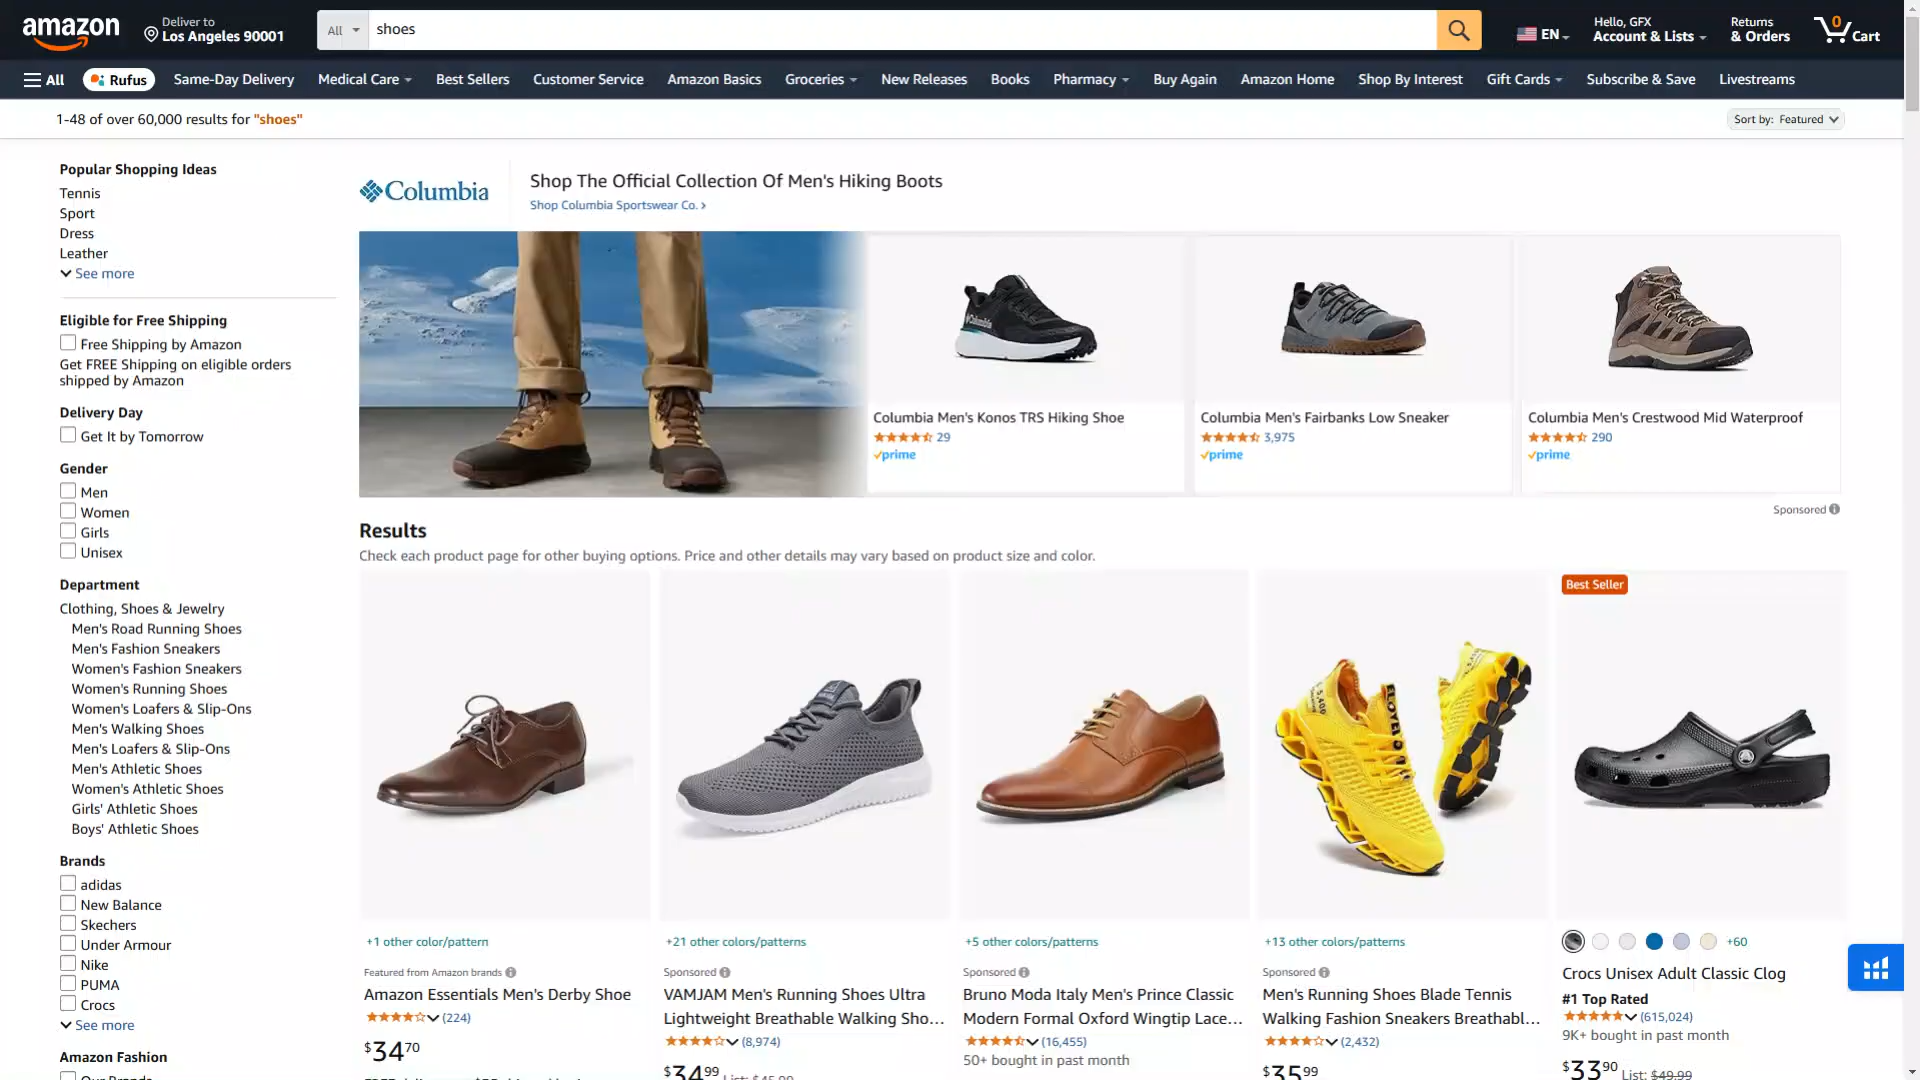 amazon
Deliver to
Los Angeles 90001
All
shoes
EN
Hello, GFX
Account & Lists
Returns
& Orders
0
Cart
All
Rufus
Same-Day Delivery
Medical Care
Best Sellers
Customer Service
Amazon Basics
Groceries
New Releases
Books
Pharmacy
Buy Again
Amazon Home
Shop By Interest
Gift Cards
Subscribe & Save
Livestreams
1-48 of over 60,000 results for "shoes"
Sort by: Featured
Popular Shopping Ideas
Tennis
Sport
Dress
Leather
See more
Eligible for Free Shipping
Free Shipping by Amazon
Get FREE Shipping on eligible orders
shipped by Amazon
Delivery Day
Get It by Tomorrow
Gender
Men
Women
Girls
Unisex
Department
Clothing, Shoes & Jewelry
Men's Road Running Shoes
Men's Fashion Sneakers
Women's Fashion Sneakers
Women's Running Shoes
Women's Loafers & Slip-Ons
Men's Walking Shoes
Men's Loafers & Slip-Ons
Men's Athletic Shoes
Women's Athletic Shoes
Girls' Athletic Shoes
Boys' Athletic Shoes
Brands
adidas
New Balance
Skechers
Under Armour
Nike
PUMA
Crocs
See more
Amazon Fashion
Columbia
Shop The Official Collection Of Men's Hiking Boots
Shop Columbia Sportswear Co. ›
Columbia Men's Konos TRS Hiking Shoe
29
prime
Columbia Men's Fairbanks Low Sneaker
3,975
prime
Columbia Men's Crestwood Mid Waterproof
290
prime
Sponsored
Results
Check each product page for other buying options. Price and other details may vary based on product size and color.
+1 other color/pattern
Featured from Amazon brands
Amazon Essentials Men's Derby Shoe
(224)
$34.70
+21 other colors/patterns
Sponsored
VAMJAM Men's Running Shoes Ultra
Lightweight Breathable Walking Sho...
(8,974)
$34.99
+5 other colors/patterns
Sponsored
Bruno Moda Italy Men's Prince Classic
Modern Formal Oxford Wingtip Lace...
(16,455)
50+ bought in past month
+13 other colors/patterns
Sponsored
Men's Running Shoes Blade Tennis
Walking Fashion Sneakers Breathabl...
(2,432)
$35.99
Best Seller
+60
Crocs Unisex Adult Classic Clog
#1 Top Rated
(615,024)
9K+ bought in past month
$33.90 List: $49.99